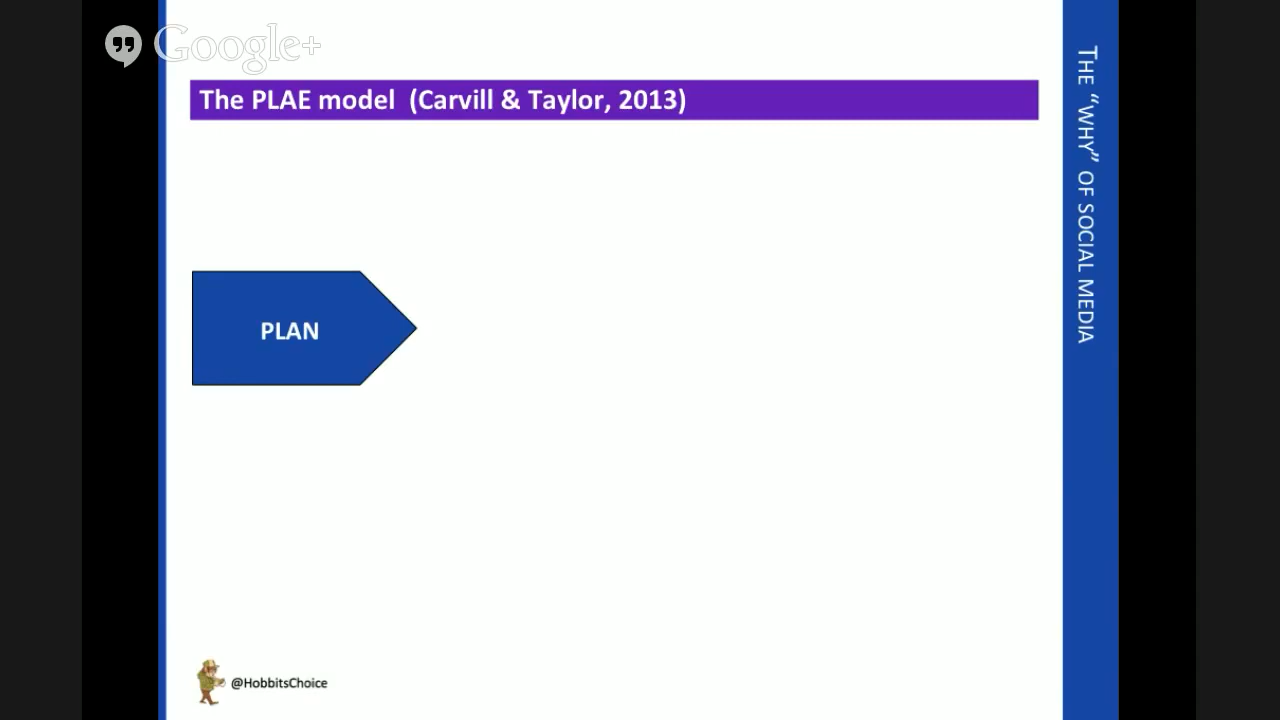 Google+
The PLAE model (Carvill & Taylor, 2013)
THE “WHY” OF SOCIAL MEDIA
PLAN
@HobbitsChoice